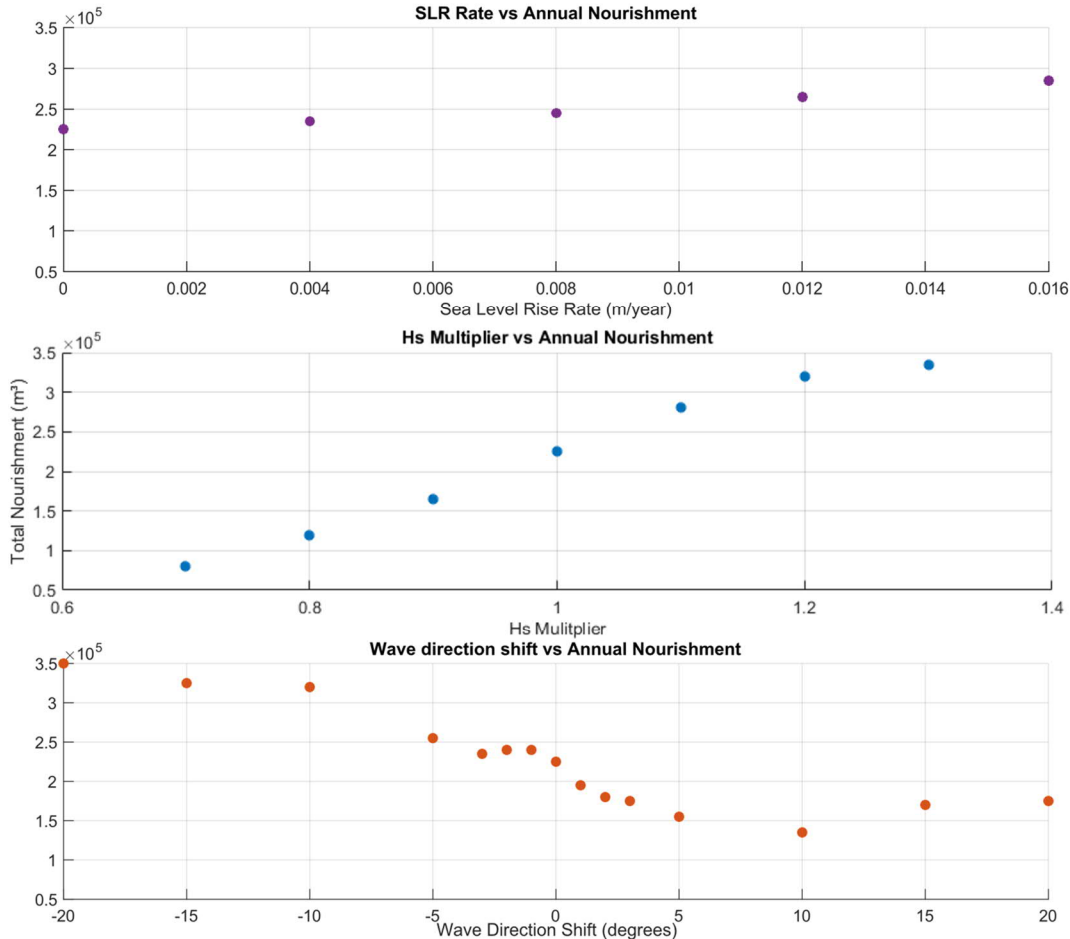 SLR Rate vs Annual Nourishment
×10⁵
3.5
3
2.5
2
1.5
1
0.5
0 0.002 0.004 0.006 0.008 0.01 0.012 0.014 0.016
Sea Level Rise Rate (m/year)
Hs Multiplier vs Annual Nourishment
×10⁵
3.5
3
2.5
2
1.5
1
0.5
Total Nourishment (m³)
0.6 0.8 1 1.2 1.4
Hs Mulitplier
Wave direction shift vs Annual Nourishment
×10⁵
3.5
3
2.5
2
1.5
1
0.5
-20 -15 -10 -5 0 5 10 15 20
Wave Direction Shift (degrees)